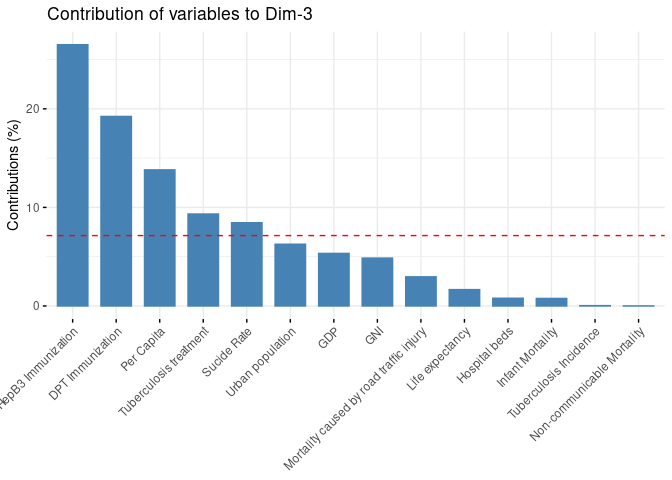 Contribution of variables to Dim-3
Contributions (%)
20
10
0
HepB3 Immunization
DPT Immunization
Per Capita
Tuberculosis treatment
Sucide Rate
Urban population
GDP
GNI
Mortality caused by road traffic injury
Life expectancy
Hospital beds
Infant Mortality
Tuberculosis Incidence
Non-communicable Mortality